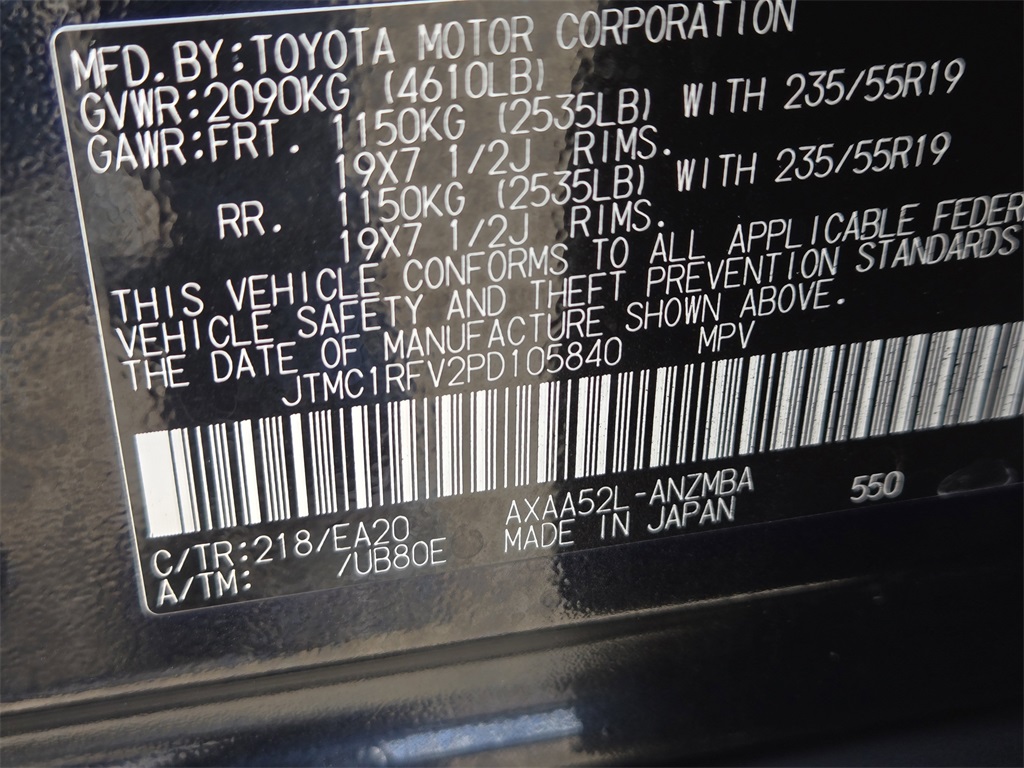 MFD.BY:TOYOTA MOTOR CORPORATION
GVWR:2090KG (4610LB)
GAWR:FRT. 1150KG (2535LB) WITH 235/55R19
19X7 1/2J RIMS.
RR. 1150KG (2535LB) WITH 235/55R19
19X7 1/2J RIMS.
THIS VEHICLE CONFORMS TO ALL APPLICABLE FEDER
VEHICLE SAFETY AND THEFT PREVENTION STANDARDS
THE DATE OF MANUFACTURE SHOWN ABOVE.
JTMC1RFV2PD105840 MPV
C/TR:218/EA20 AXAA52L-ANZMBA 550
A/TM: /UB80E MADE IN JAPAN